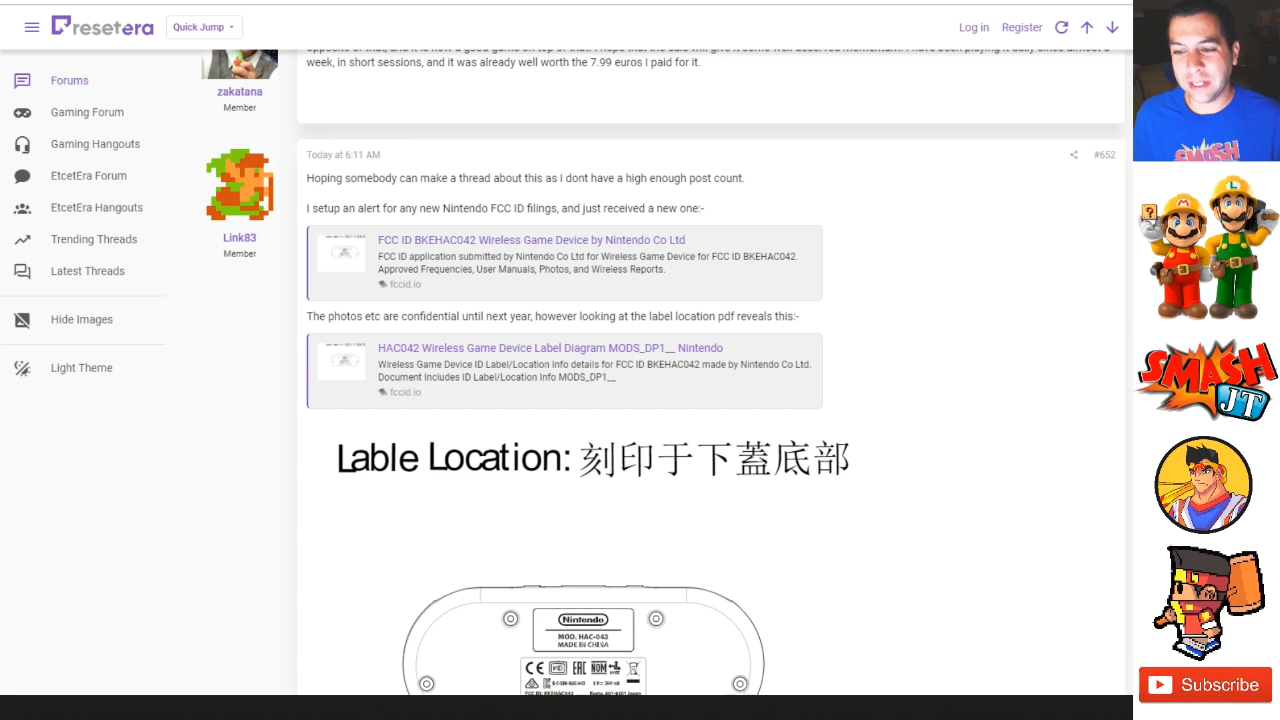 resetera
Quick Jump
Log in
Register
week, in short sessions, and it was already well worth the 7.99 euros I paid for it.
Forums
Gaming Forum
Gaming Hangouts
EtcetEra Forum
EtcetEra Hangouts
Trending Threads
Latest Threads
Hide Images
Light Theme
zakatana
Member
Link83
Member
Today at 6:11 AM
#652
Hoping somebody can make a thread about this as I dont have a high enough post count.
I setup an alert for any new Nintendo FCC ID filings, and just received a new one:-
FCC ID BKEHAC042 Wireless Game Device by Nintendo Co Ltd
FCC ID application submitted by Nintendo Co Ltd for Wireless Game Device for FCC ID BKEHAC042.
Approved Frequencies, User Manuals, Photos, and Wireless Reports.
fccid.io
The photos etc are confidential until next year, however looking at the label location pdf reveals this:-
HAC042 Wireless Game Device Label Diagram MODS_DP1__ Nintendo
Wireless Game Device ID Label/Location Info details for FCC ID BKEHAC042 made by Nintendo Co Ltd.
Document Includes ID Label/Location Info MODS_DP1__
fccid.io
Lable Location: 刻印于下蓋底部
Nintendo
MOD. HAC-042
MADE IN CHINA
CE
EAC
NOM
SMASH
SMASH
JT
Subscribe